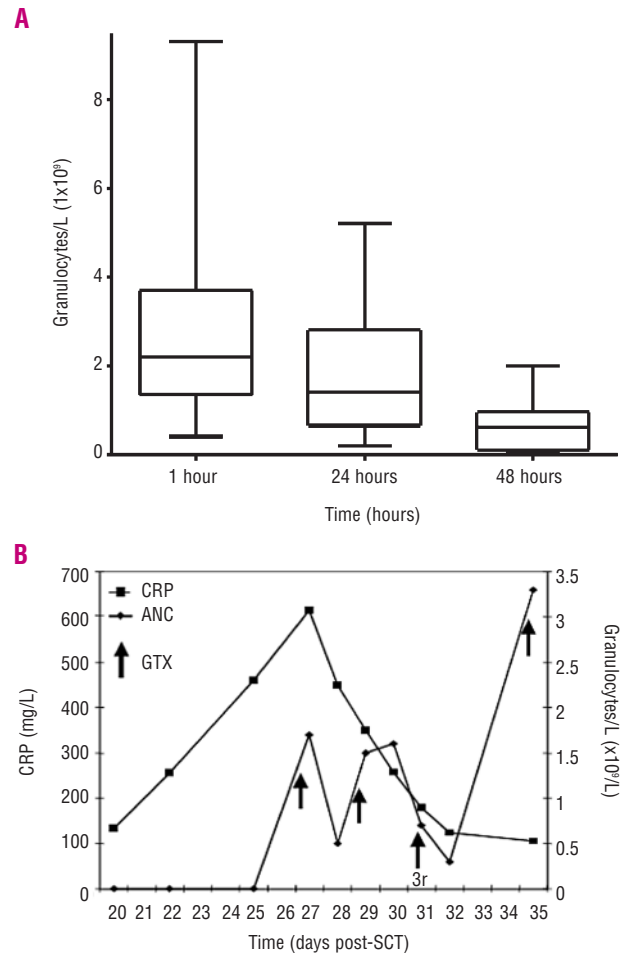 A
Granulocytes/L (1x10⁹)
8
6
4
2
0
1 hour
24 hours
48 hours
Time (hours)
B
CRP
ANC
GTX
CRP (mg/L)
700
600
500
400
300
200
100
0
Granulocytes/L (x10⁹/L)
3.5
3
2.5
2
1.5
1
0.5
0
3r
20 21 22 23 24 25 26 27 28 29 30 31 32 33 34 35
Time (days post-SCT)